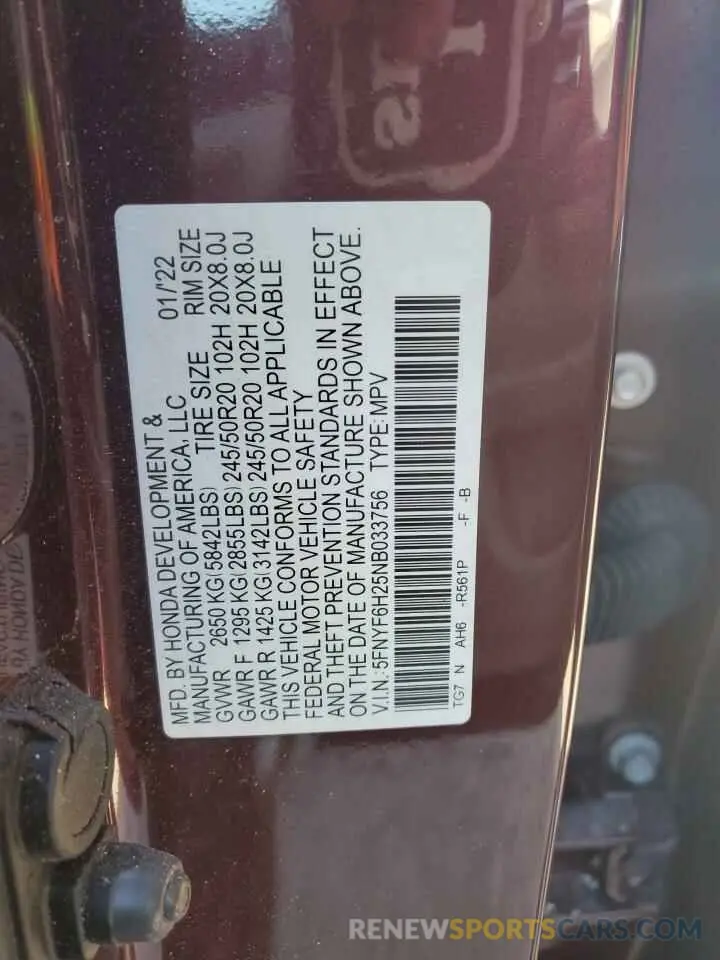 MFD. BY HONDA DEVELOPMENT &
MANUFACTURING OF AMERICA, LLC 01/'22
GVWR 2650 KG(5842LBS) TIRE SIZE RIM SIZE
GAWR F 1295 KG(2855LBS) 245/50R20 102H 20X8.0J
GAWR R 1425 KG(3142LBS) 245/50R20 102H 20X8.0J
THIS VEHICLE CONFORMS TO ALL APPLICABLE
FEDERAL MOTOR VEHICLE SAFETY
AND THEFT PREVENTION STANDARDS IN EFFECT
ON THE DATE OF MANUFACTURE SHOWN ABOVE.
V.I.N.: 5FNYF6H25NB033756 TYPE: MPV
TG7 N AH6 -R561P -F -B
RENEWSPORTSCARS.COM